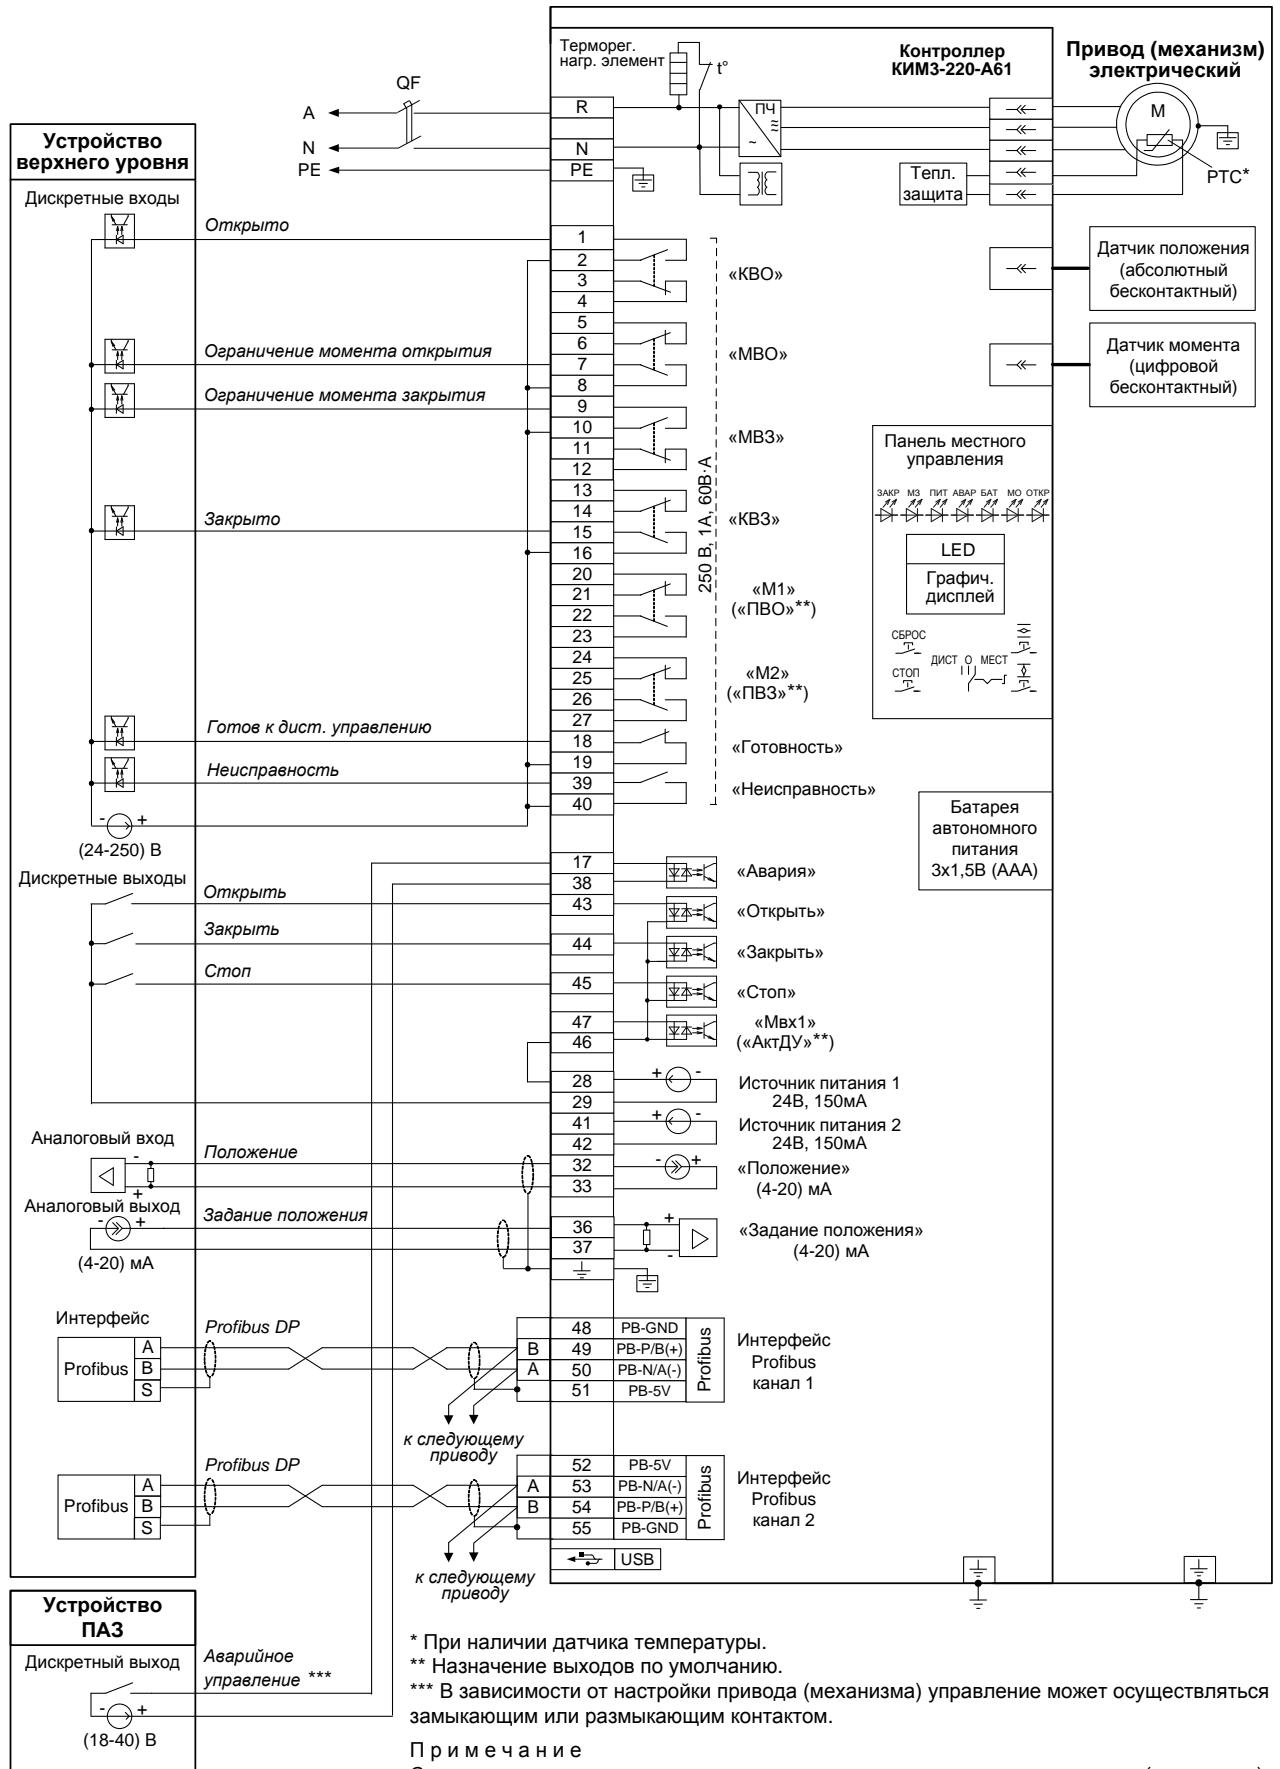 Контроллер
КИМ3-220-А61
Привод (механизм)
электрический
Терморег.
нагр. элемент
t°
QF
A
N
PE
R
N
PE
ПЧ
≈
~
M
PTC*
Тепл.
защита
Устройство
верхнего уровня
Дискретные входы
Открыто
Ограничение момента открытия
Ограничение момента закрытия
Закрыто
Готов к дист. управлению
Неисправность
- +
(24-250) В
1
2
3
4
5
6
7
8
9
10
11
12
13
14
15
16
20
21
22
23
24
25
26
27
18
19
39
40
«КВО»
«МВО»
«МВЗ»
«КВЗ»
«М1»
(«ПВО»**)
«М2»
(«ПВЗ»**)
«Готовность»
«Неисправность»
250 В, 1А, 60В·А
Датчик положения
(абсолютный
бесконтактный)
Датчик момента
(цифровой
бесконтактный)
Панель местного
управления
ЗАКР МЗ ПИТ АВАР БАТ МО ОТКР
LED
Графич.
дисплей
СБРОС
СТОП
ДИСТ О МЕСТ
Батарея
автономного
питания
3х1,5В (ААА)
Дискретные выходы
Открыть
Закрыть
Стоп
17
38
43
44
45
47
46
28
29
41
42
32
33
36
37
«Авария»
«Открыть»
«Закрыть»
«Стоп»
«Мвх1»
(«АктДУ»**)
+ -
Источник питания 1
24В, 150мА
+ -
Источник питания 2
24В, 150мА
- +
«Положение»
(4-20) мА
+
-
«Задание положения»
(4-20) мА
Аналоговый вход
-
+
Положение
Аналоговый выход
- +
Задание положения
(4-20) мА
Интерфейс
Profibus
A
B
S
Profibus DP
B
A
48 PB-GND
49 PB-P/B(+)
50 PB-N/A(-)
51 PB-5V
Profibus
Интерфейс
Profibus
канал 1
к следующему
приводу
Profibus
A
B
S
Profibus DP
A
B
52 PB-5V
53 PB-N/A(-)
54 PB-P/B(+)
55 PB-GND
Profibus
Интерфейс
Profibus
канал 2
к следующему
приводу
USB
Устройство
ПАЗ
Дискретный выход
Аварийное
управление ***
- +
(18-40) В
* При наличии датчика температуры.
** Назначение выходов по умолчанию.
*** В зависимости от настройки привода (механизма) управление может осуществляться
замыкающим или размыкающим контактом.
П р и м е ч а н и е